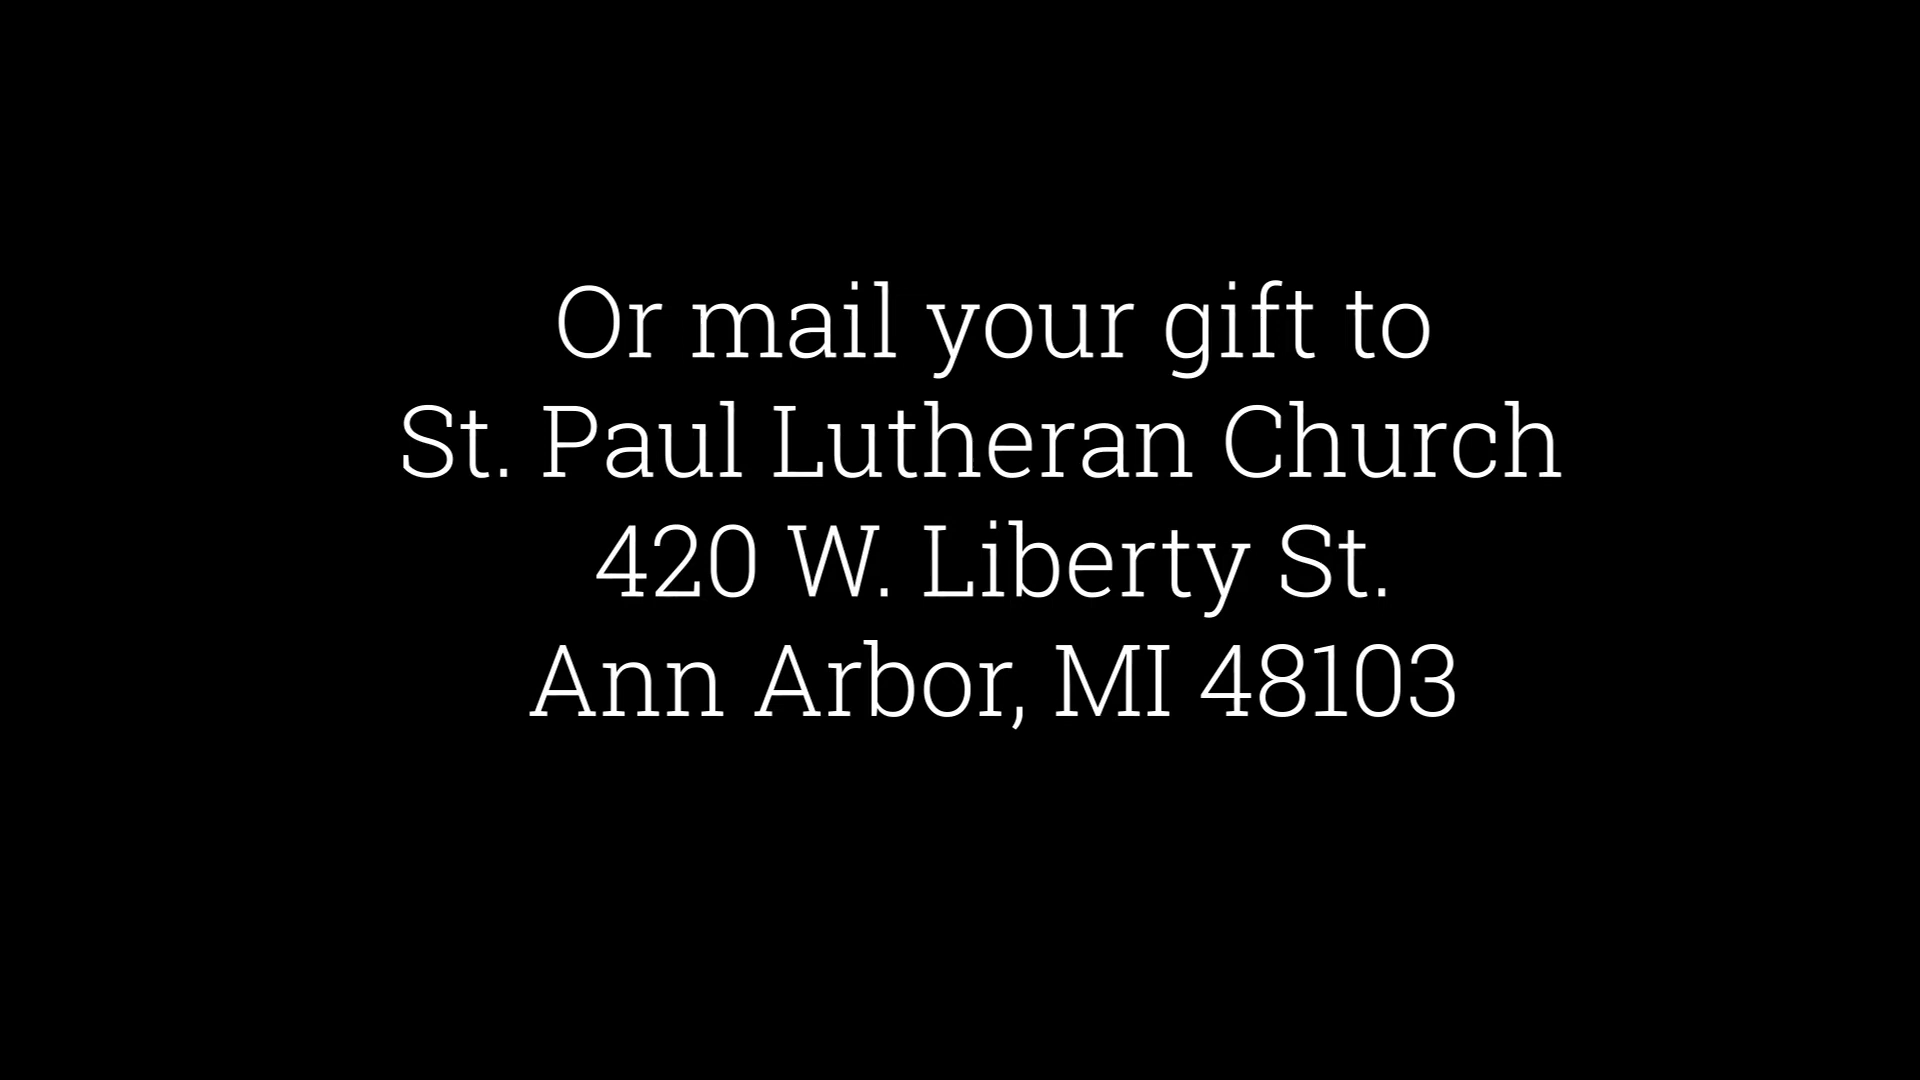 Or mail your gift to
St. Paul Lutheran Church
420 W. Liberty St.
Ann Arbor, MI 48103